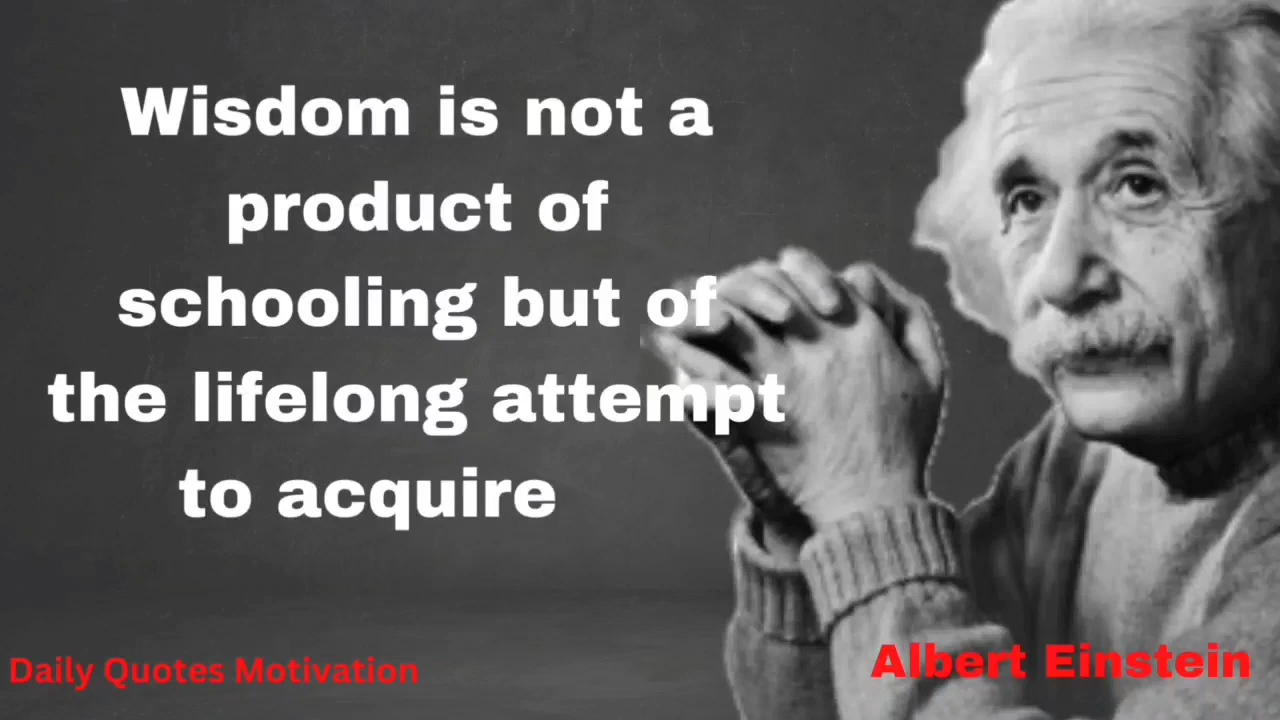 Wisdom is not a
product of
schooling but of
the lifelong attempt
to acquire
Daily Quotes Motivation
Albert Einstein